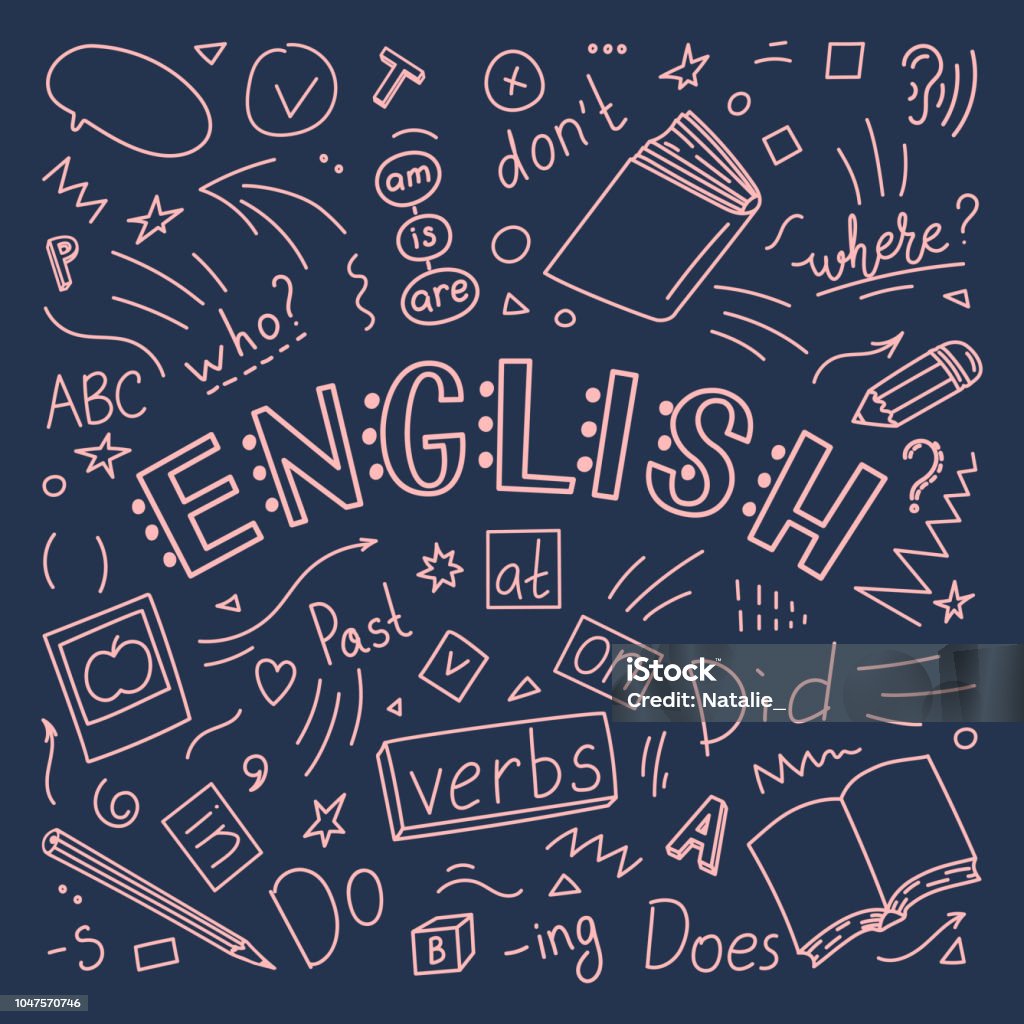 T
don't
am
is
are
where?
P
who?
ABC
ENGLISH
?
at
Past
on
Did
iStock
Credit: Natalie_
verbs
in
A
DO
-s
B
-ing
Does
1047570746